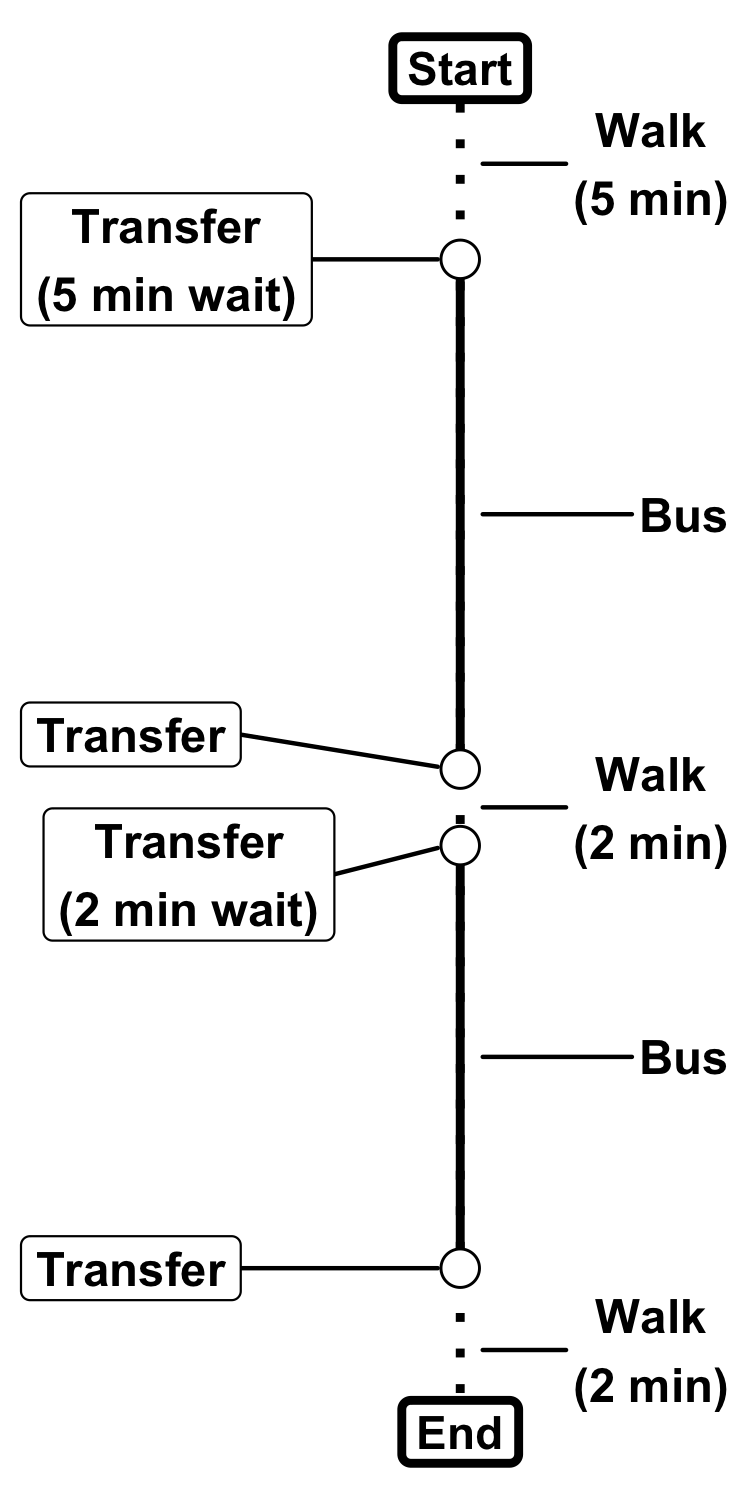 Start
Walk
(5 min)
Transfer
(5 min wait)
Bus
Transfer
Walk
(2 min)
Transfer
(2 min wait)
Bus
Transfer
Walk
(2 min)
End